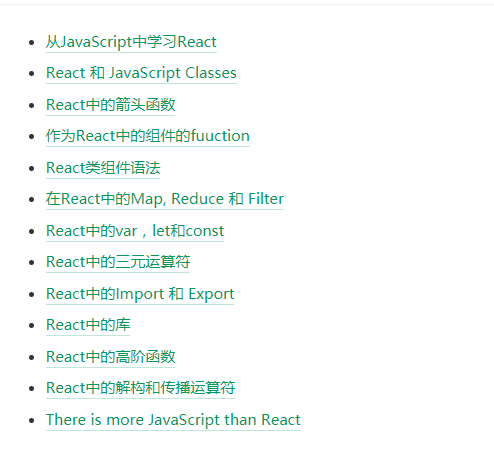 从JavaScript中学习React
React 和 JavaScript Classes
React中的箭头函数
作为React中的组件的fuuction
React类组件语法
在React中的Map, Reduce 和 Filter
React中的var，let和const
React中的三元运算符
React中的Import 和 Export
React中的库
React中的高阶函数
React中的解构和传播运算符
There is more JavaScript than React